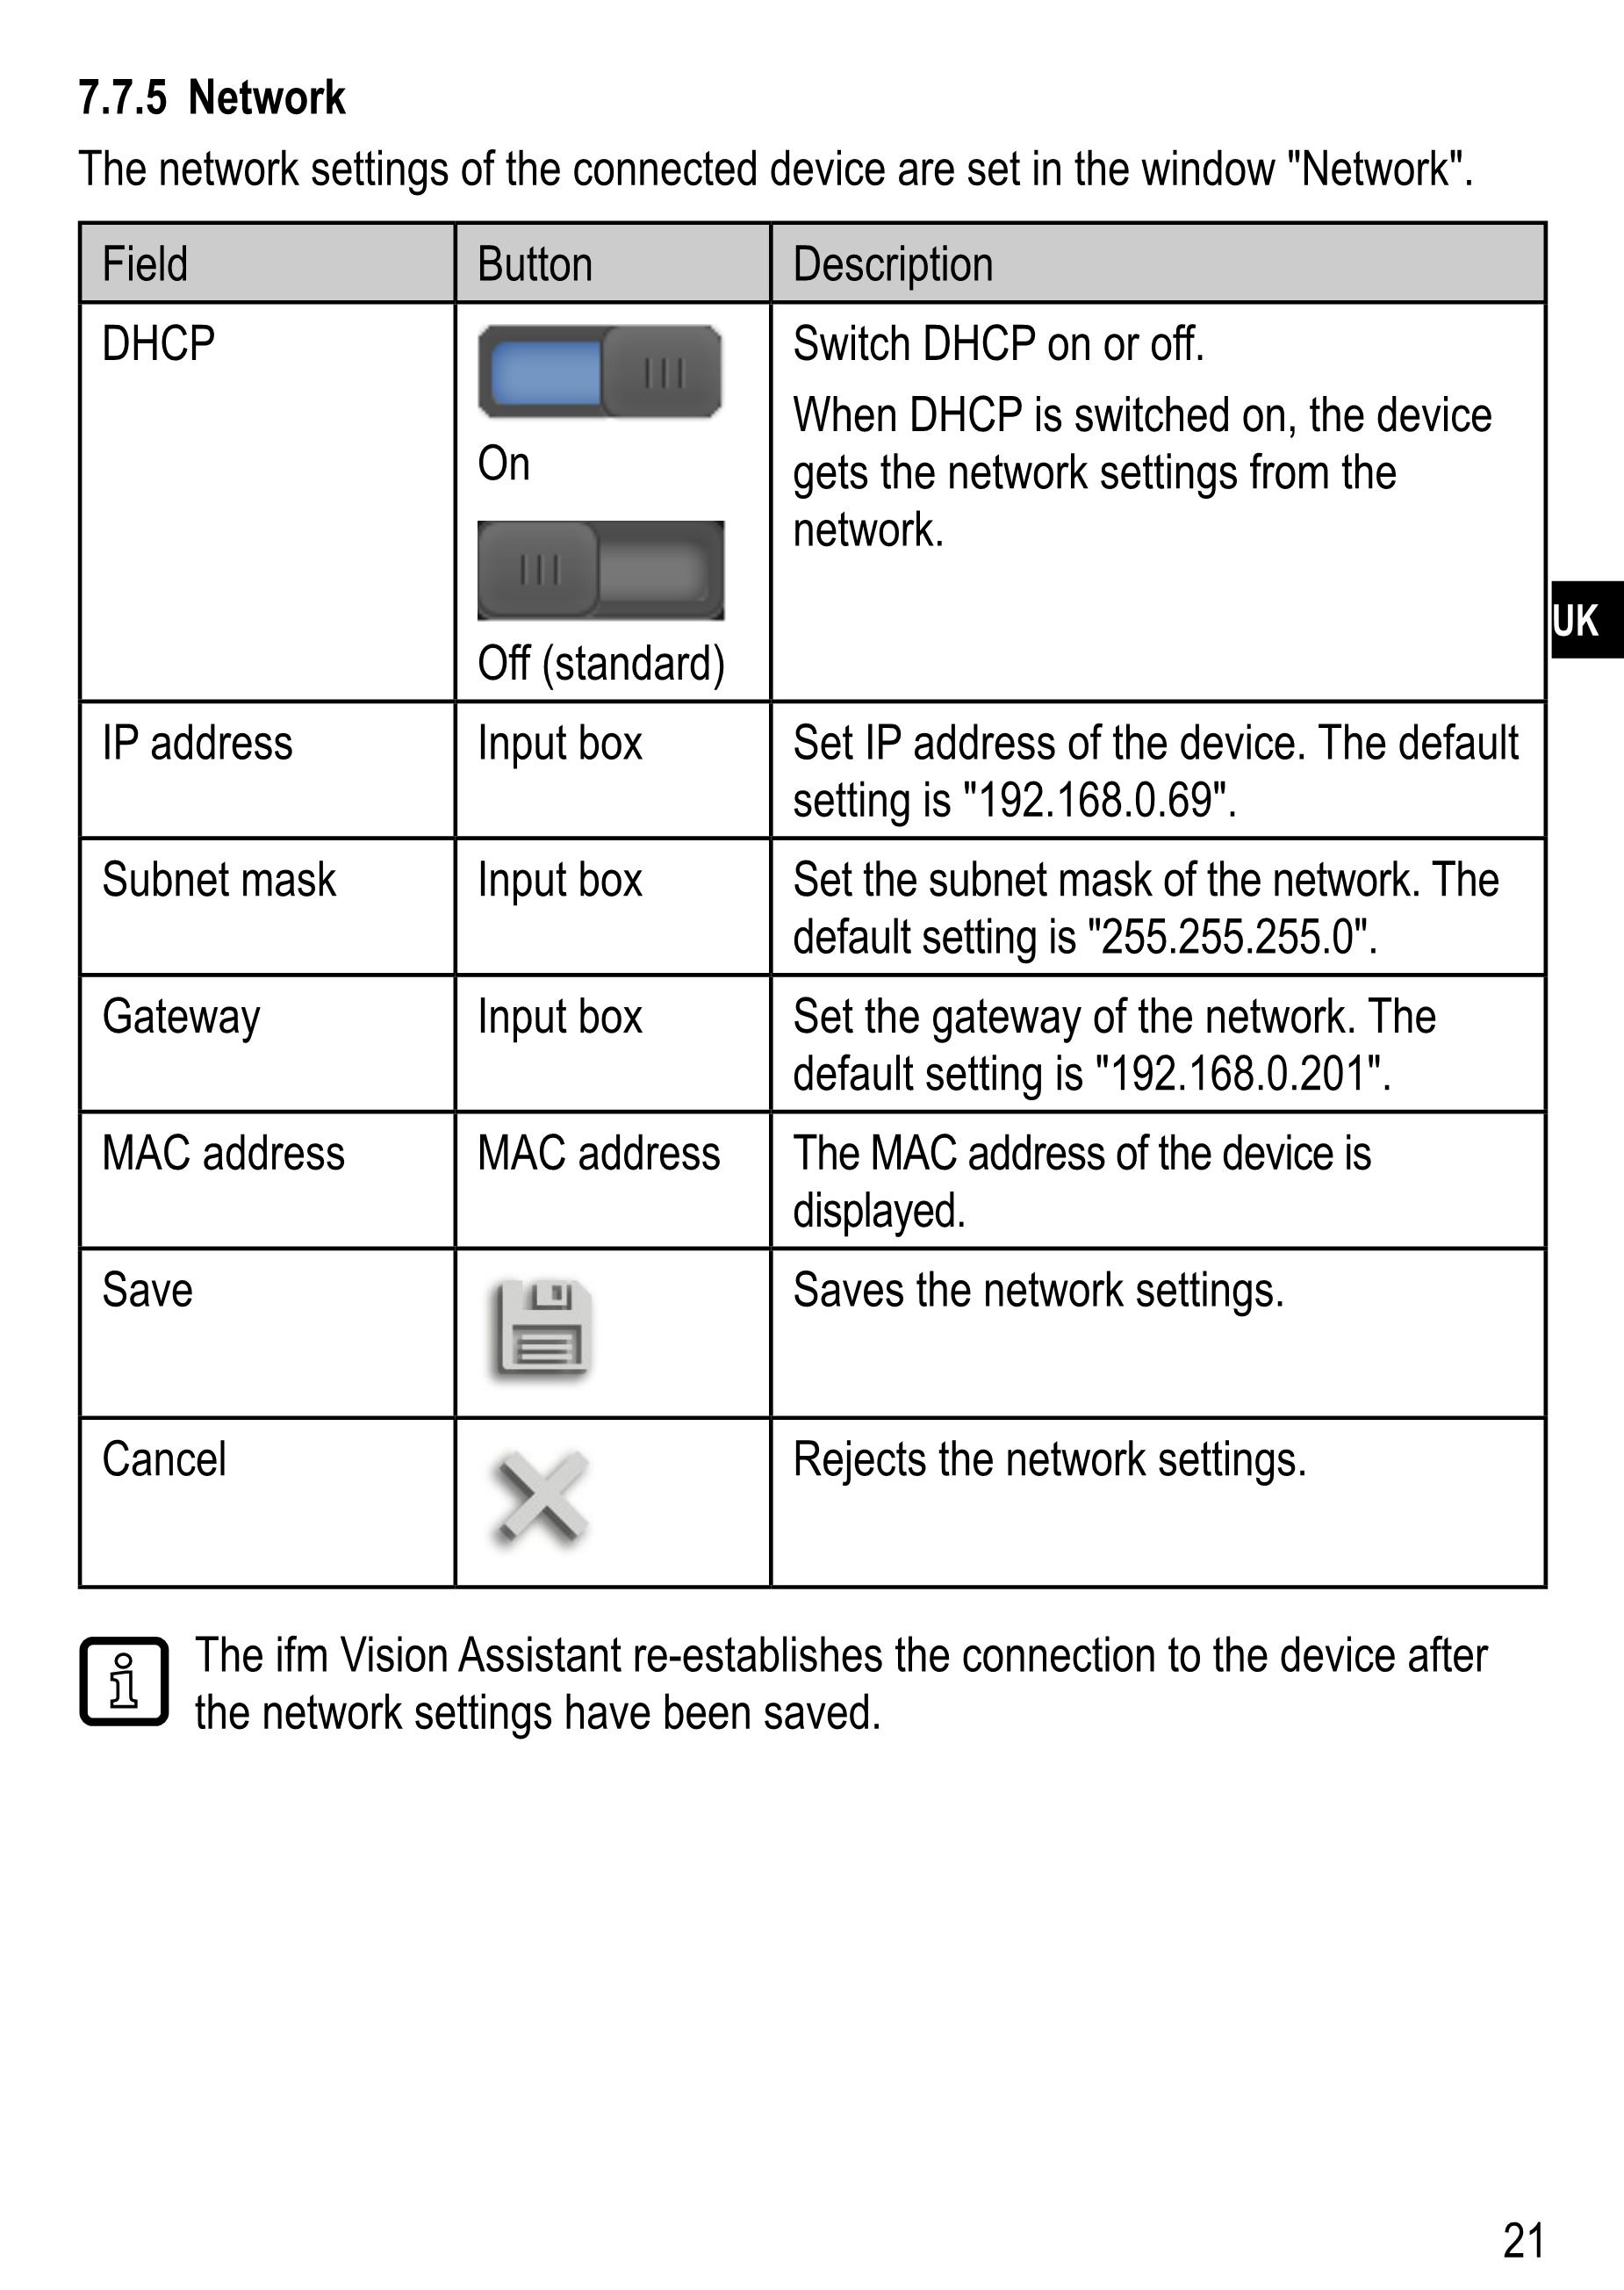 7.7.5 Network
The network settings of the connected device are set in the window "Network".
Field Button Description
DHCP
On
Off (standard)
Switch DHCP on or off.
When DHCP is switched on, the device
gets the network settings from the
network.
UK
IP address Input box Set IP address of the device. The default
setting is "192.168.0.69".
Subnet mask Input box Set the subnet mask of the network. The
default setting is "255.255.255.0".
Gateway Input box Set the gateway of the network. The
default setting is "192.168.0.201".
MAC address MAC address The MAC address of the device is
displayed.
Save Saves the network settings.
Cancel Rejects the network settings.
i The ifm Vision Assistant re-establishes the connection to the device after
the network settings have been saved.
21